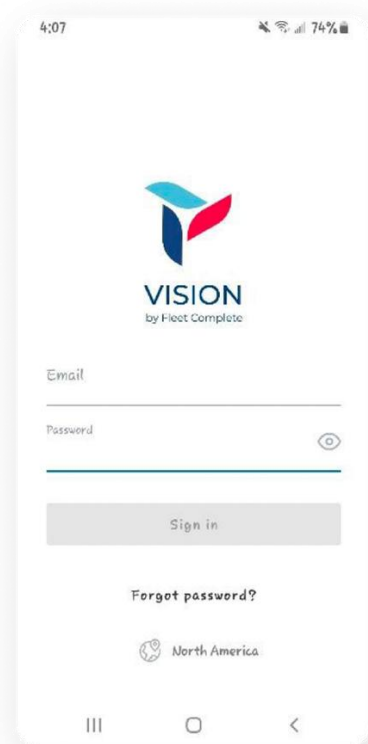 4:07 74%
VISION
by Fleet Complete
Email
Password
Sign in
Forgot password?
North America